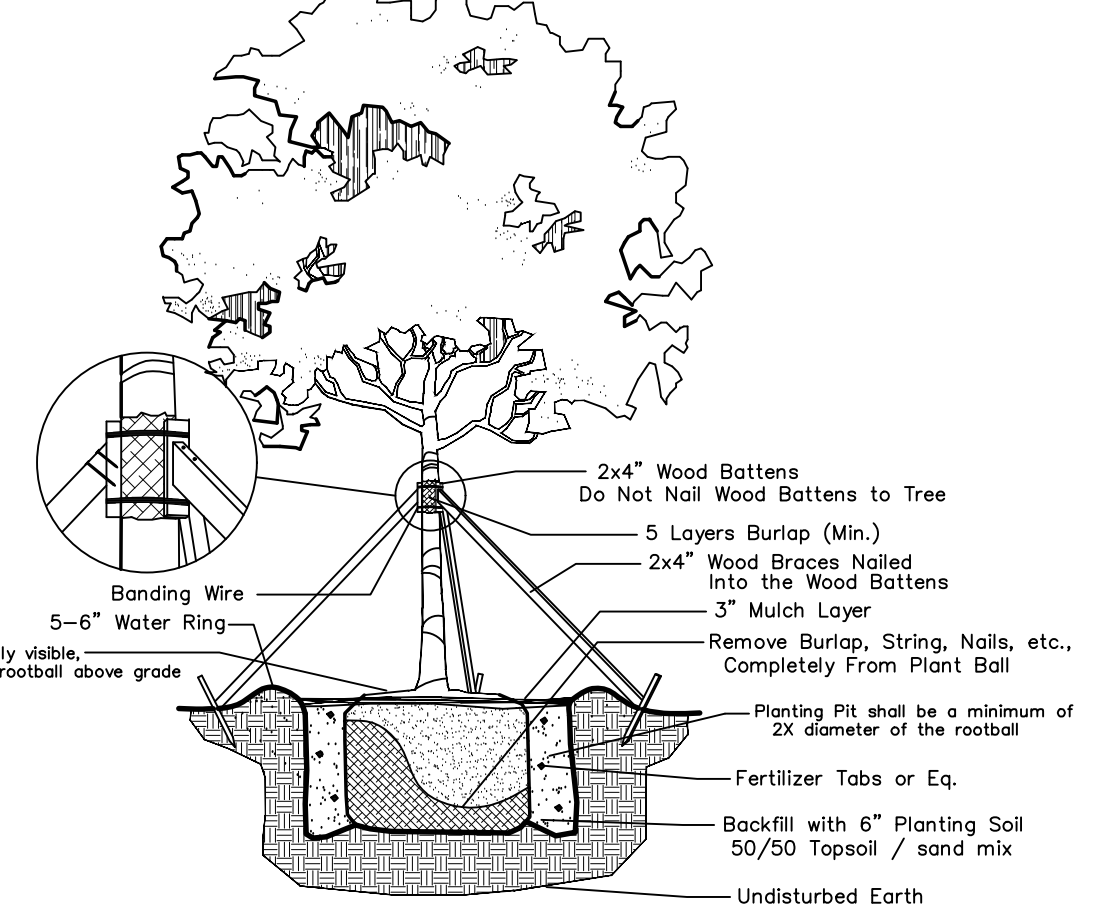 2x4" Wood Battens
Do Not Nail Wood Battens to Tree
5 Layers Burlap (Min.)
2x4" Wood Braces Nailed
Into the Wood Battens
Banding Wire
3" Mulch Layer
5-6" Water Ring
Remove Burlap, String, Nails, etc.,
Completely From Plant Ball
ly visible,
rootball above grade
Planting Pit shall be a minimum of
2X diameter of the rootball
Fertilizer Tabs or Eq.
Backfill with 6" Planting Soil
50/50 Topsoil / sand mix
Undisturbed Earth